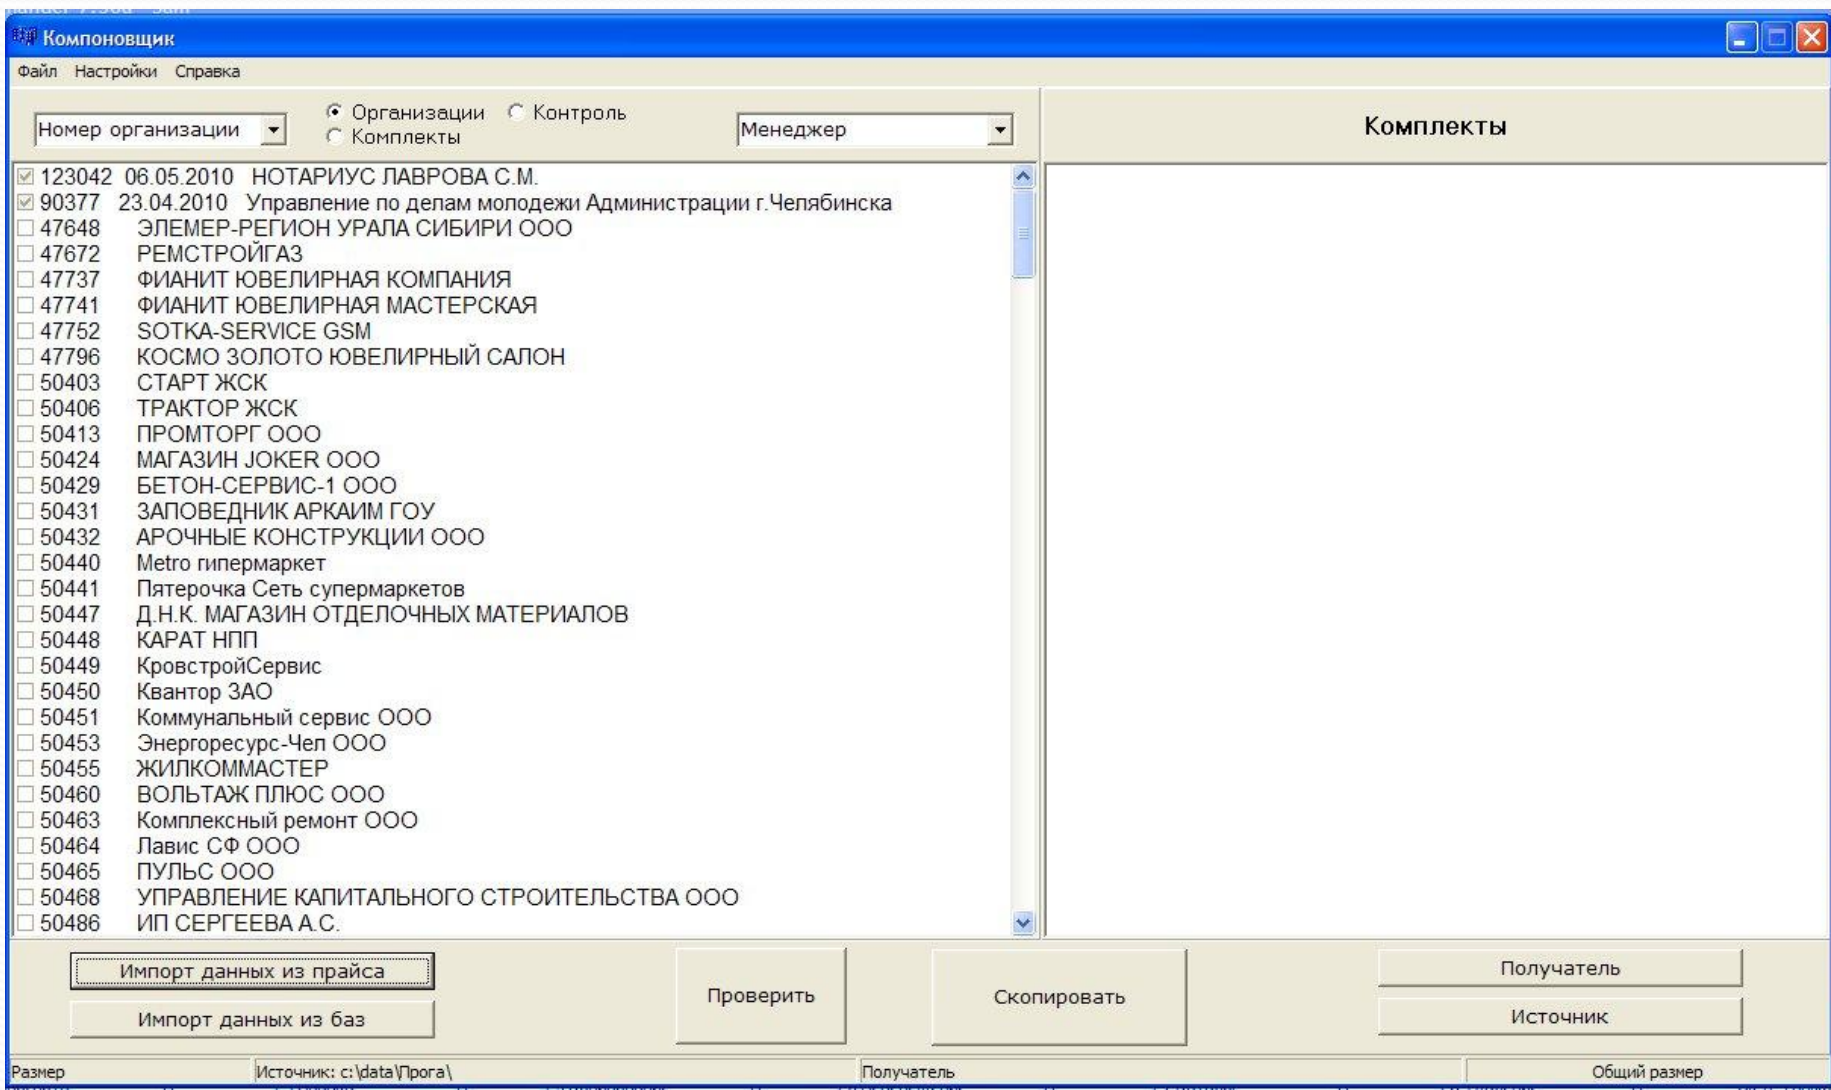 Компоновщик
Файл Настройки Справка
Номер организации
Организации Контроль
Комплекты
Менеджер
Комплекты
123042 06.05.2010 НОТАРИУС ЛАВРОВА С.М.
90377 23.04.2010 Управление по делам молодежи Администрации г.Челябинска
47648 ЭЛЕМЕР-РЕГИОН УРАЛА СИБИРИ ООО
47672 РЕМСТРОЙГАЗ
47737 ФИАНИТ ЮВЕЛИРНАЯ КОМПАНИЯ
47741 ФИАНИТ ЮВЕЛИРНАЯ МАСТЕРСКАЯ
47752 SOTKA-SERVICE GSM
47796 КОСМО ЗОЛОТО ЮВЕЛИРНЫЙ САЛОН
50403 СТАРТ ЖСК
50406 ТРАКТОР ЖСК
50413 ПРОМТОРГ ООО
50424 МАГАЗИН JOKER ООО
50429 БЕТОН-СЕРВИС-1 ООО
50431 ЗАПОВЕДНИК АРКАИМ ГОУ
50432 АРОЧНЫЕ КОНСТРУКЦИИ ООО
50440 Metro гипермаркет
50441 Пятерочка Сеть супермаркетов
50447 Д.Н.К. МАГАЗИН ОТДЕЛОЧНЫХ МАТЕРИАЛОВ
50448 КАРАТ НПП
50449 КровстройСервис
50450 Квантор ЗАО
50451 Коммунальный сервис ООО
50453 Энергоресурс-Чел ООО
50455 ЖИЛКОММАСТЕР
50460 ВОЛЬТАЖ ПЛЮС ООО
50463 Комплексный ремонт ООО
50464 Лавис СФ ООО
50465 ПУЛЬС ООО
50468 УПРАВЛЕНИЕ КАПИТАЛЬНОГО СТРОИТЕЛЬСТВА ООО
50486 ИП СЕРГЕЕВА А.С.
Импорт данных из прайса
Импорт данных из баз
Проверить
Скопировать
Получатель
Источник
Размер
Источник: c:\data\Прога\
Получатель
Общий размер